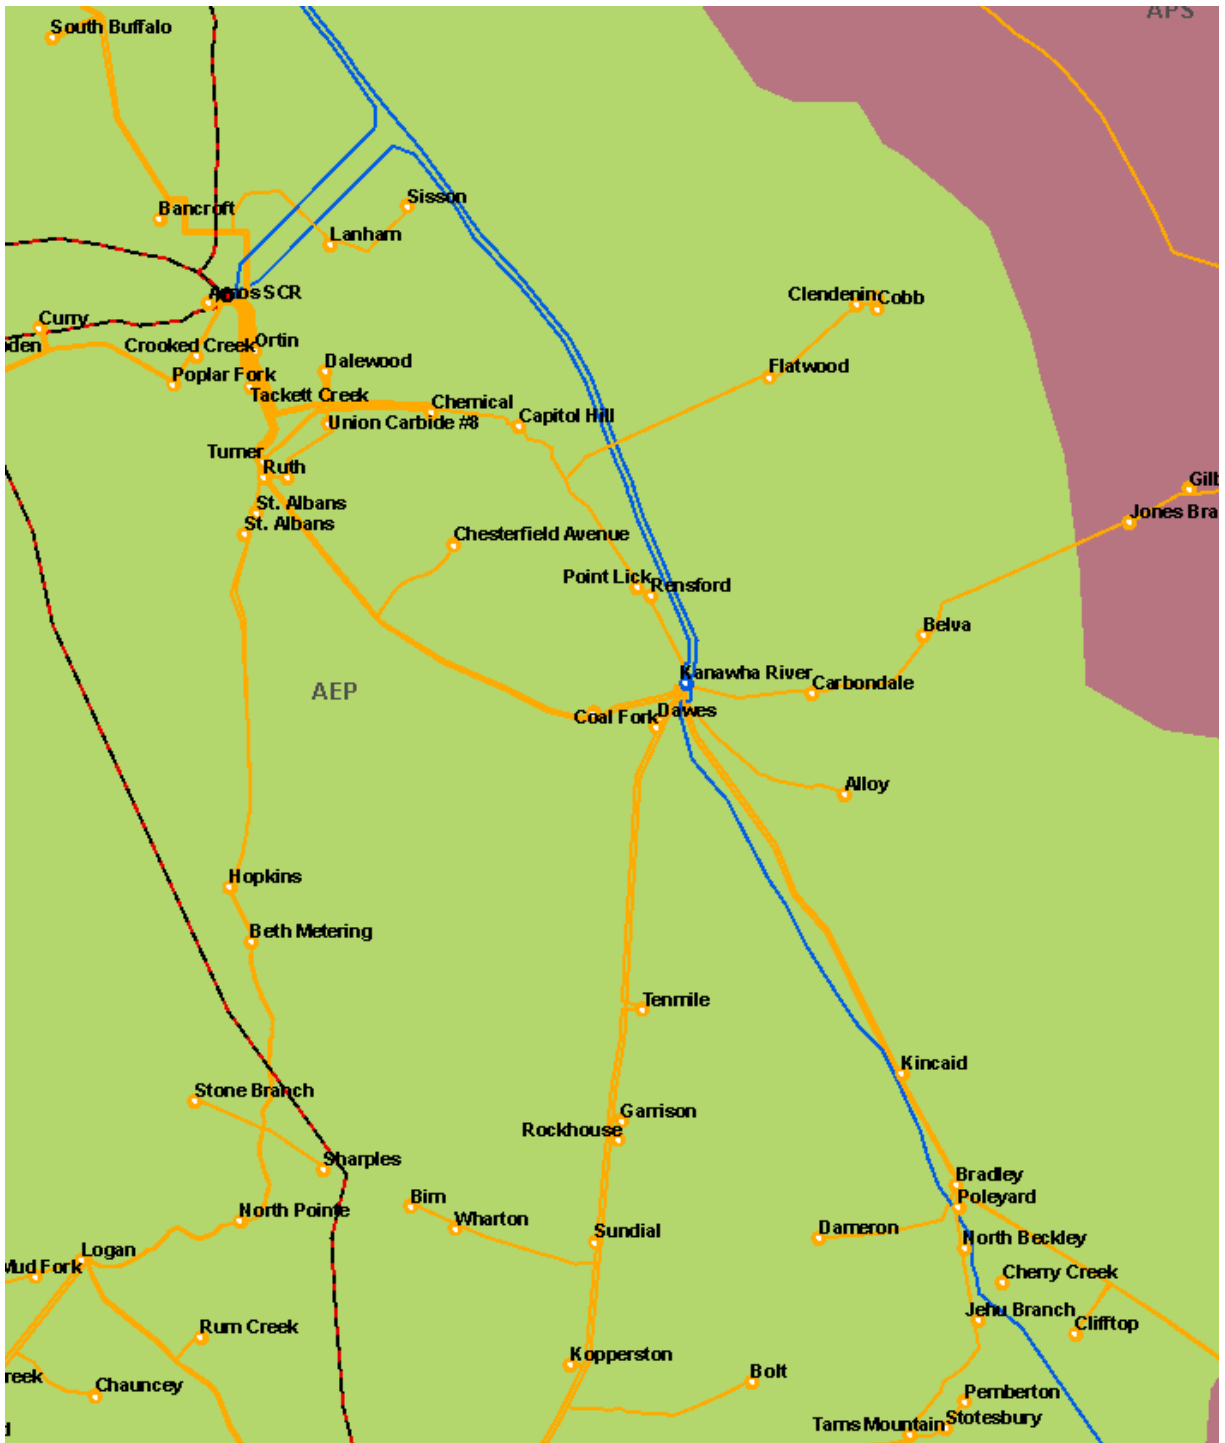 APS
South Buffalo
Sisson
Bancroft
Lanham
Amos SCR
Clendenin
Cobb
Curry
Crooked Creek
Ortin
Dalewood
Flatwood
Poplar Fork
Tackett Creek
Chemical
Capitol Hill
Union Carbide #8
Turner
Ruth
St. Albans
St. Albans
Jones Bra
Chesterfield Avenue
Point Lick
Rensford
Belva
Kanawha River
Carbondale
AEP
Coal Fork
Dawes
Alloy
Hopkins
Beth Metering
Tenmile
Kincaid
Stone Branch
Garrison
Rockhouse
Sharples
Bradley
Poleyard
Bim
North Pointe
Wharton
Dameron
Sundial
North Beckley
Logan
Mud Fork
Cherry Creek
Jehu Branch
Clifftop
Rum Creek
Kopperston
Bolt
reek
Chauncey
Pemberton
Tams Mountain
Stotesbury